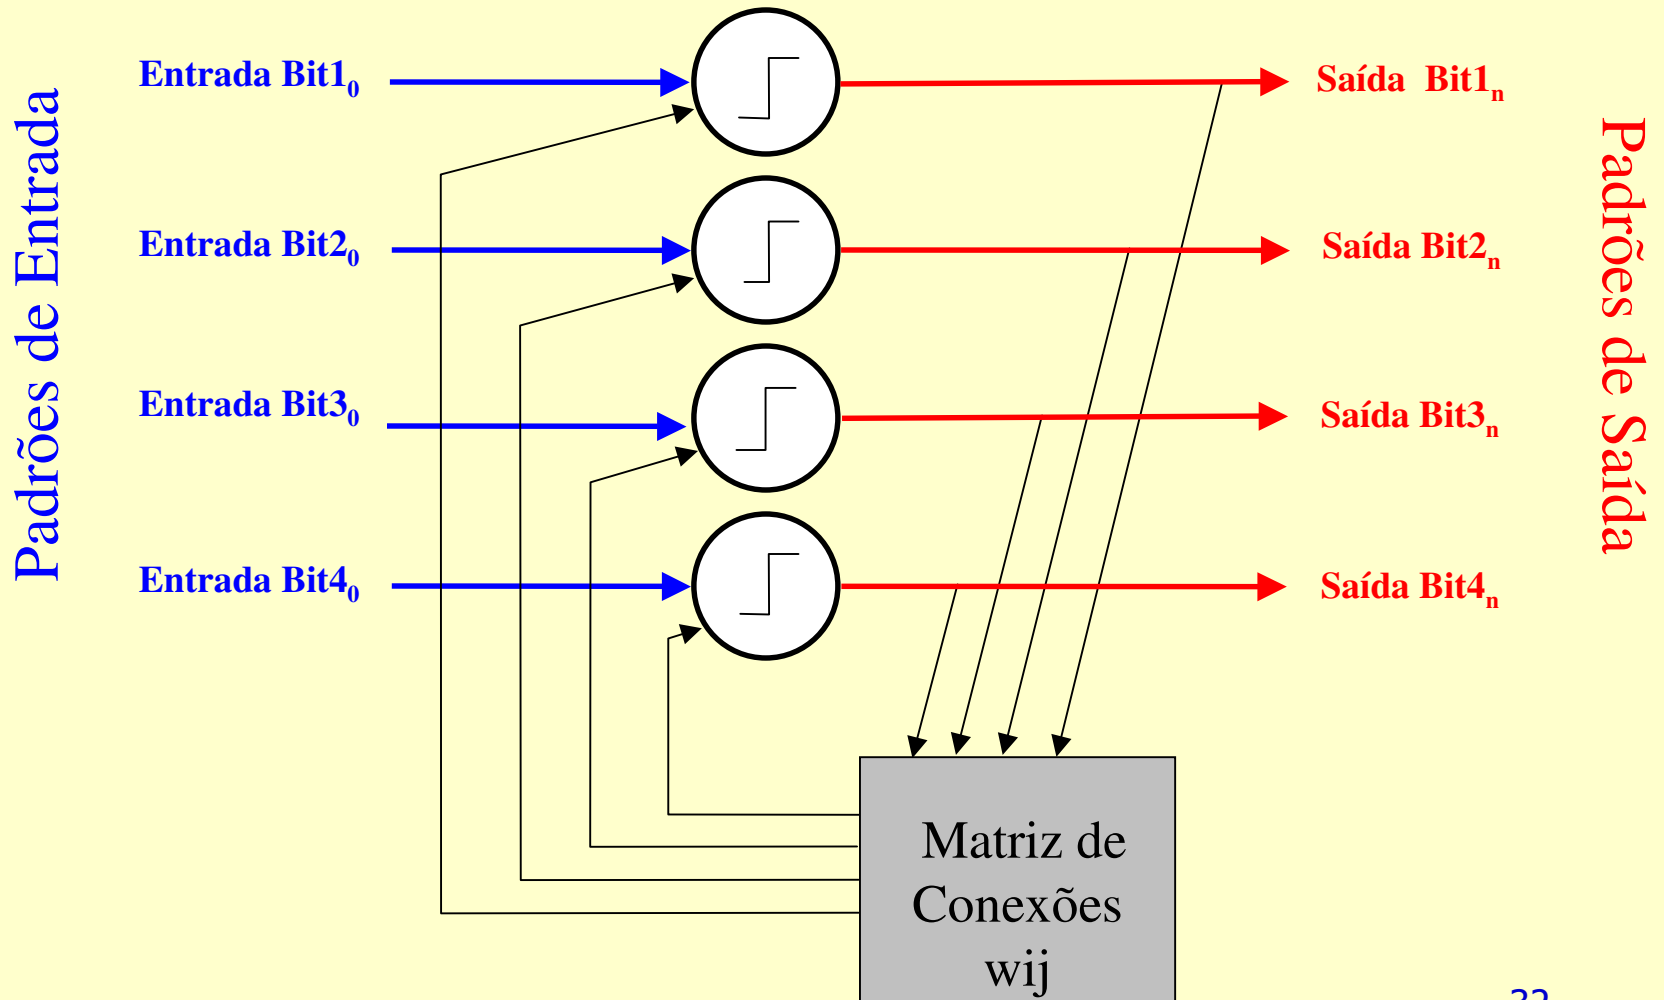 Padrões de Entrada
Entrada Bit1₀
Saída Bit1ₙ
Entrada Bit2₀
Saída Bit2ₙ
Entrada Bit3₀
Saída Bit3ₙ
Entrada Bit4₀
Saída Bit4ₙ
Padrões de Saída
Matriz de
Conexões
wij
32